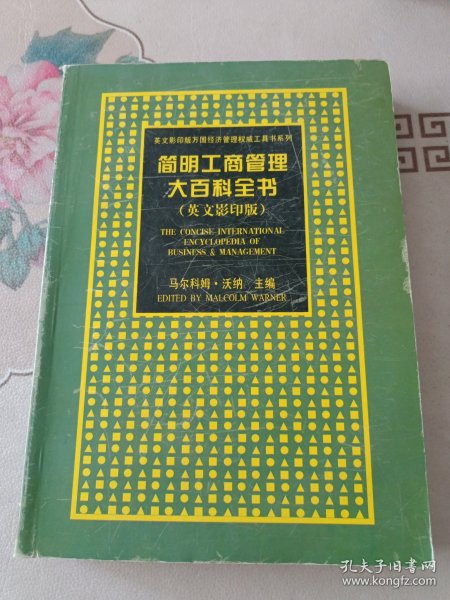 英文影印版万国经济管理权威工具书系列
简明工商管理
大百科全书
(英文影印版)
THE CONCISE INTERNATIONAL
ENCYCLOPEDIA OF
BUSINESS & MANAGEMENT
马尔科姆·沃纳 主编
EDITED BY MALCOLM WARNER
孔夫子旧书网
www.kongfz.com